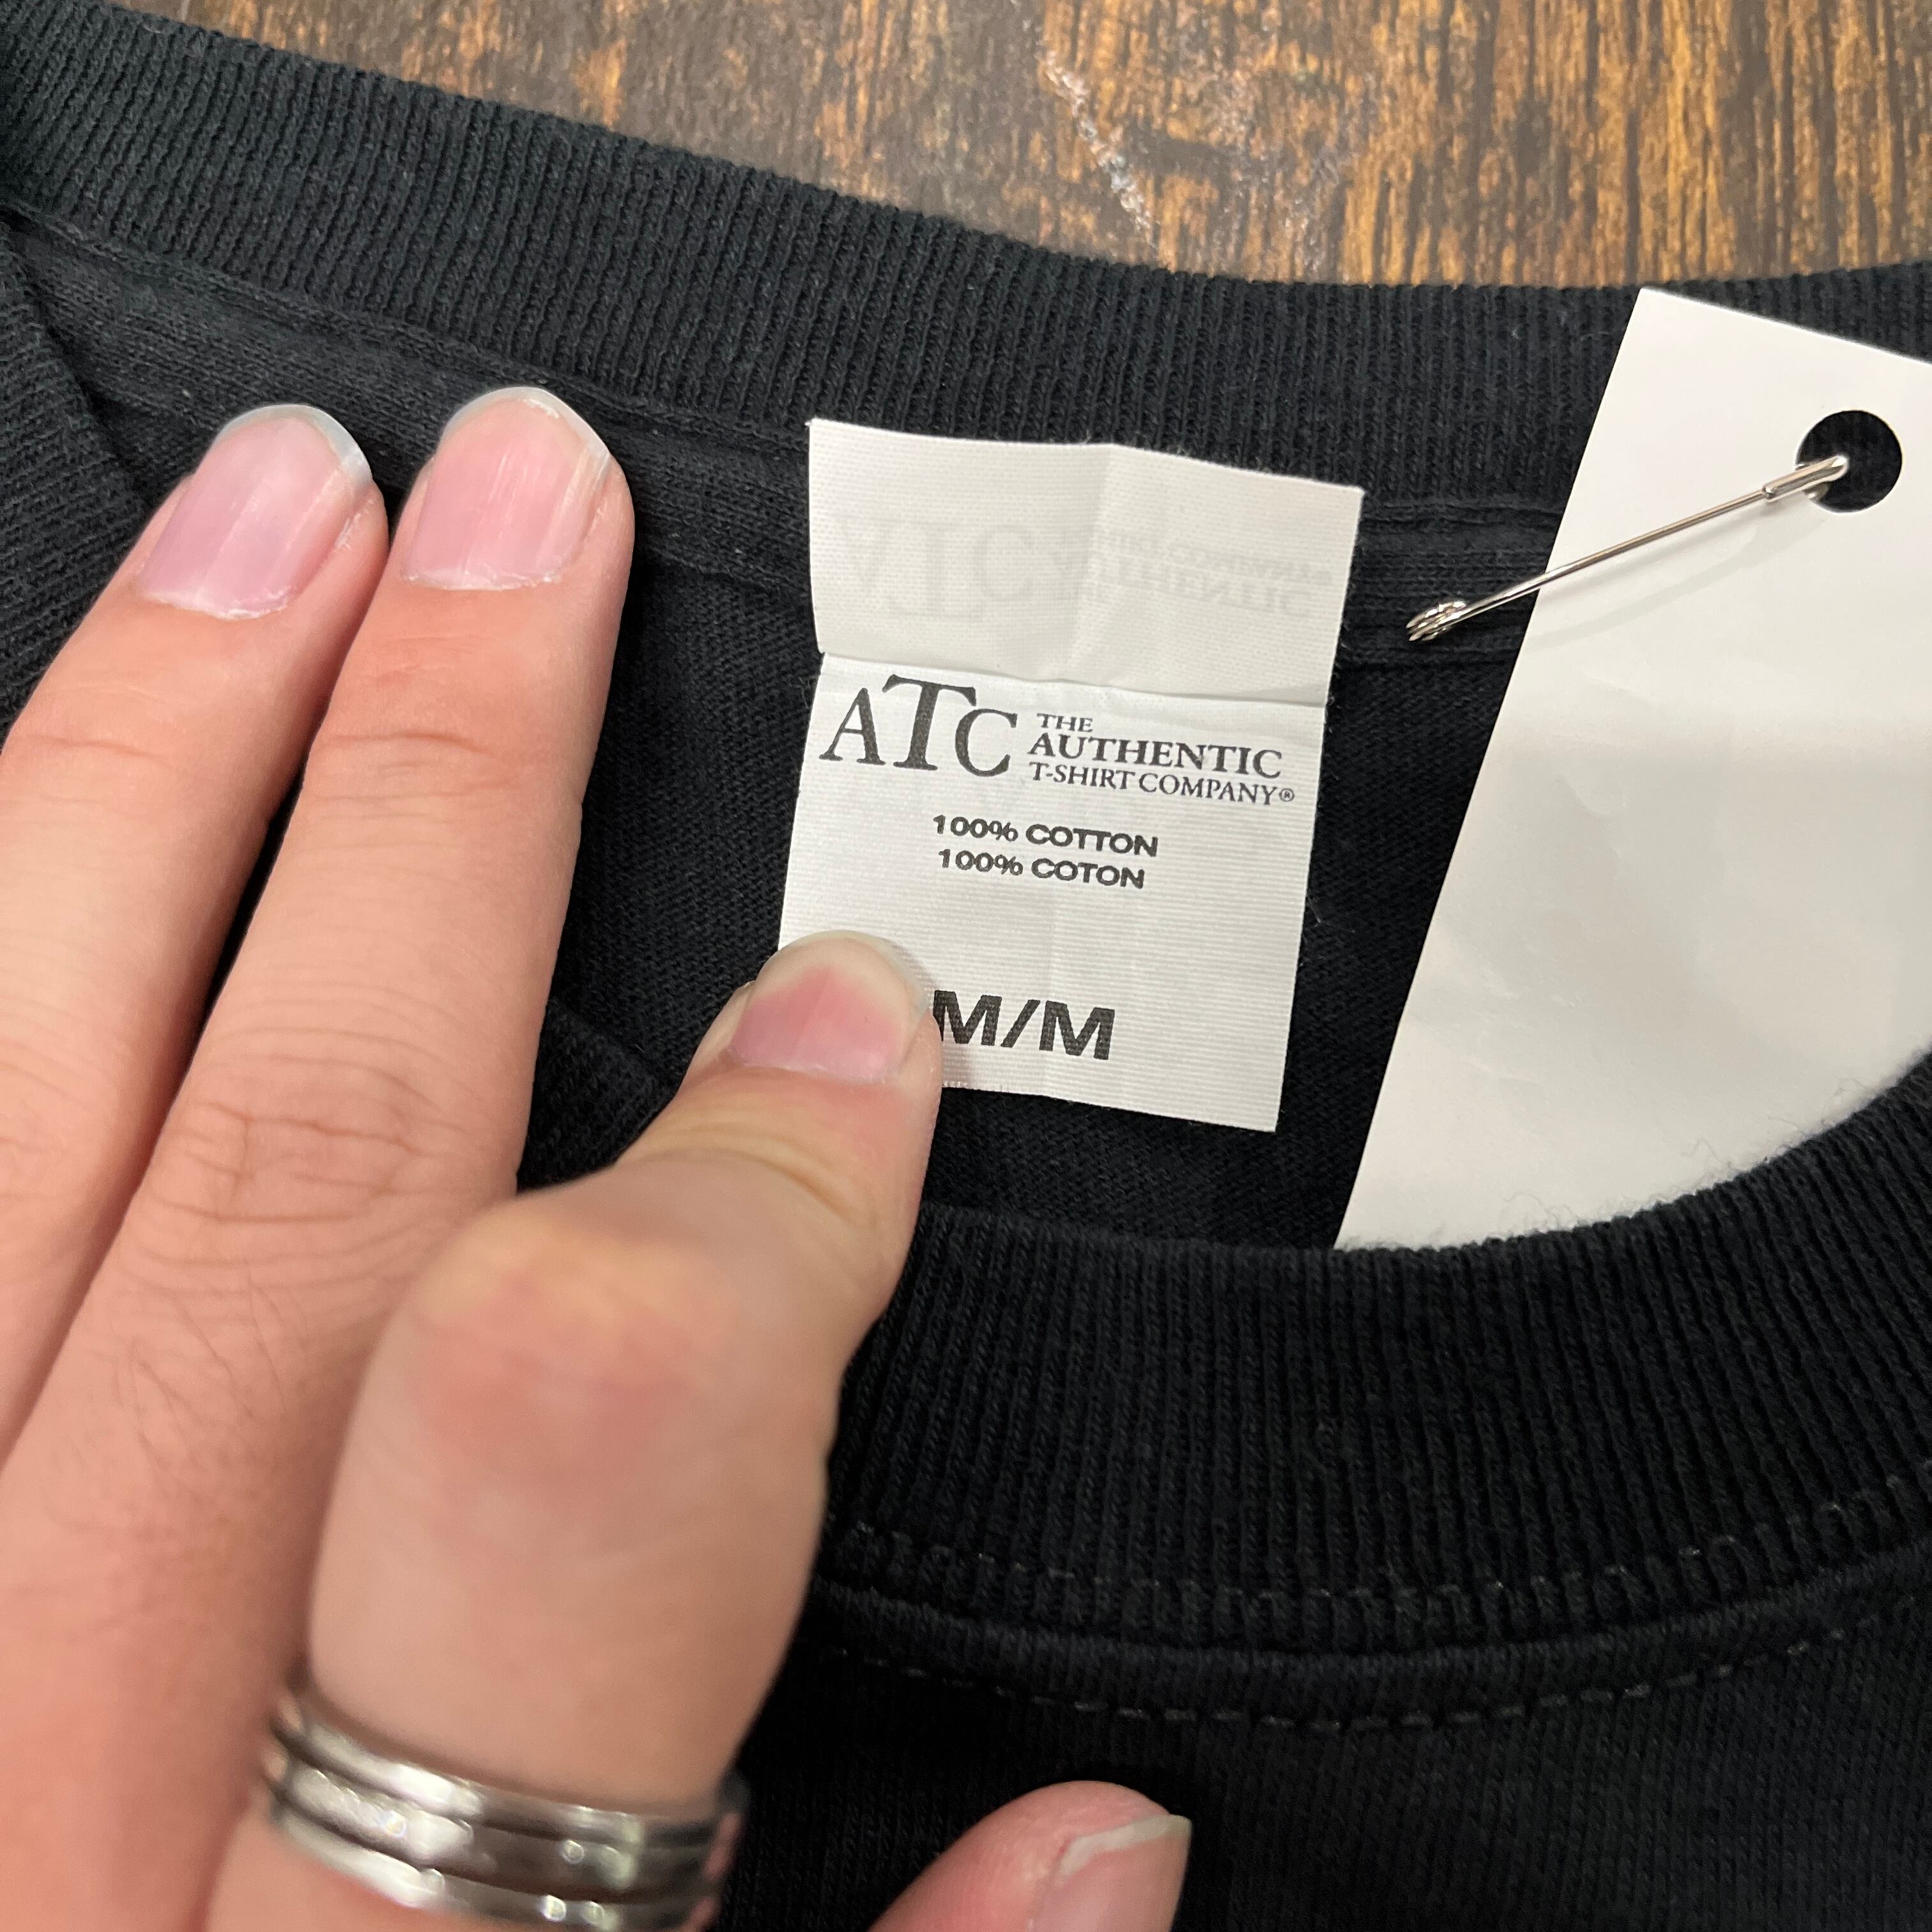 ATC THE
AUTHENTIC
T-SHIRT COMPANY®
100% COTTON
100% COTON
M/M